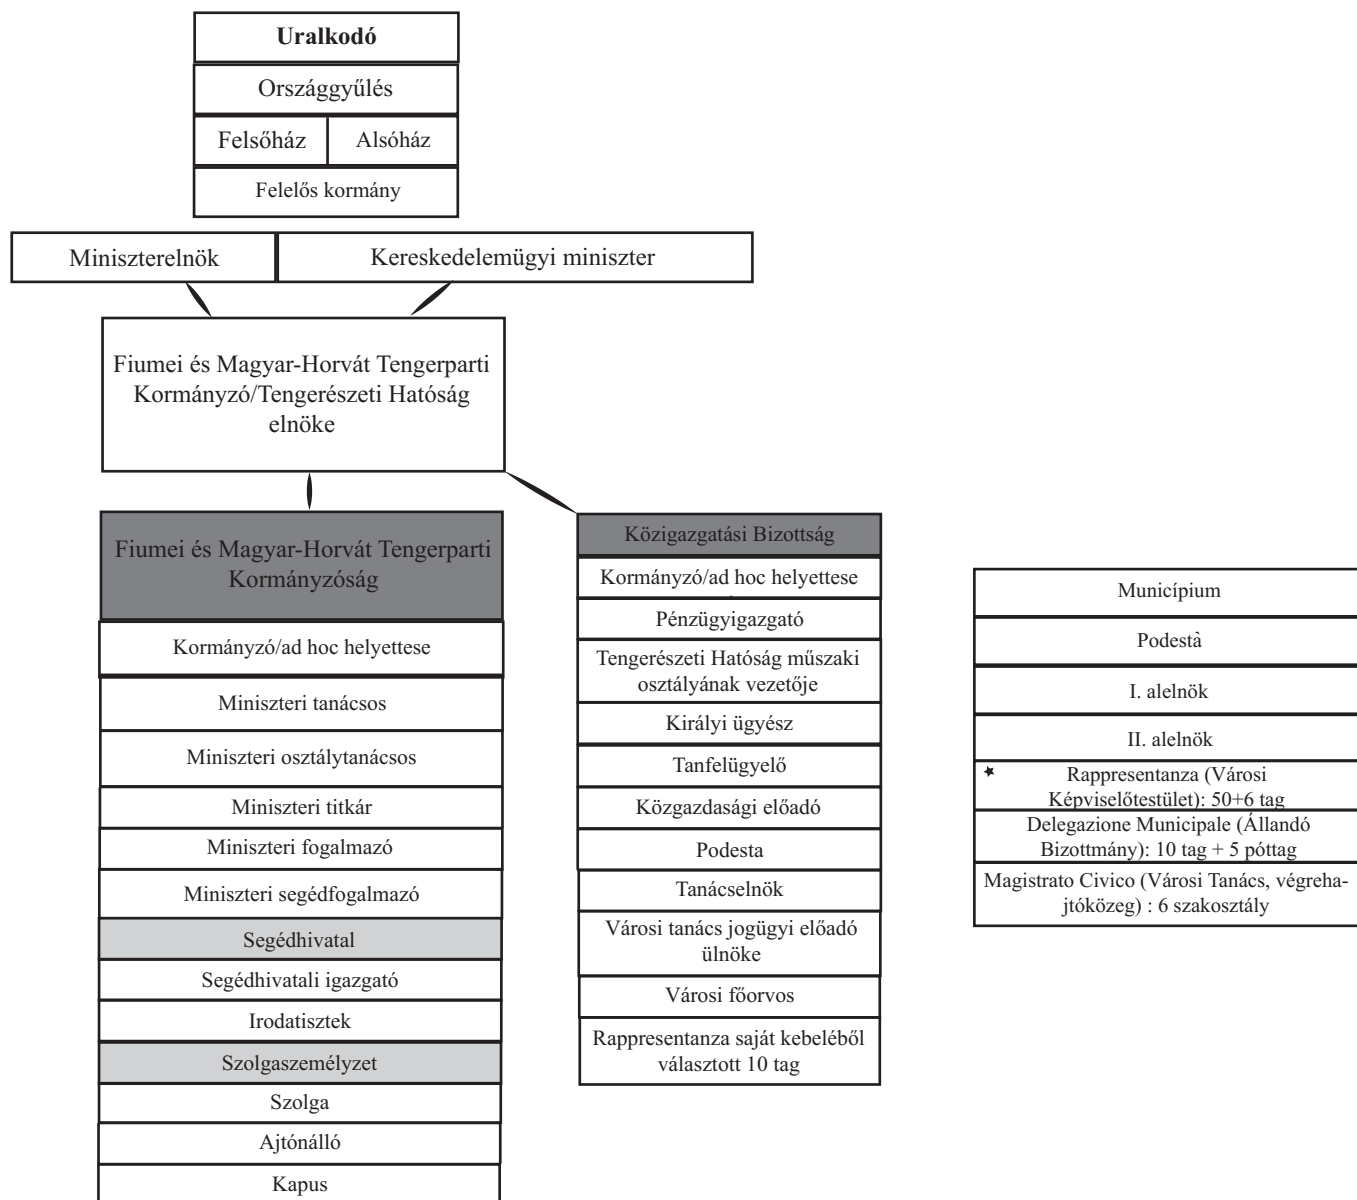 Uralkodó
Országgyűlés
Felsőház
Alsóház
Felelős kormány
Miniszterelnök
Kereskedelemügyi miniszter
Fiumei és Magyar-Horvát Tengerparti
Kormányzó/Tengerészeti Hatóság
elnöke
Fiumei és Magyar-Horvát Tengerparti
Kormányzóság
Kormányzó/ad hoc helyettese
Miniszteri tanácsos
Miniszteri osztálytanácsos
Miniszteri titkár
Miniszteri fogalmazó
Miniszteri segédfogalmazó
Segédhivatal
Segédhivatali igazgató
Irodatisztek
Szolgaszemélyzet
Szolga
Ajtónálló
Kapus
Közigazgatási Bizottság
Kormányzó/ad hoc helyettese
Pénzügyigazgató
Tengerészeti Hatóság műszaki
osztályának vezetője
Királyi ügyész
Tanfelügyelő
Közgazdasági előadó
Podesta
Tanácselnök
Városi tanács jogügyi előadó
ülnöke
Városi főorvos
Rappresentanza saját kebeléből
választott 10 tag
Municípium
Podestà
I. alelnök
II. alelnök
Rappresentanza (Városi
Képviselőtestület): 50+6 tag
Delegazione Municipale (Állandó
Bizottmány): 10 tag + 5 póttag
Magistrato Civico (Városi Tanács, végreha-
jtóközeg) : 6 szakosztály